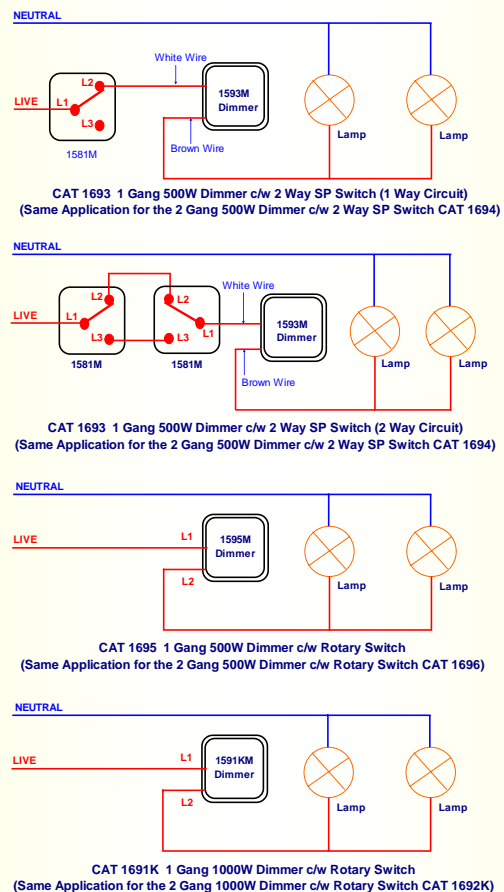 NEUTRAL
White Wire
L2
1593M
Dimmer
LIVE
L1
L3
Lamp
Lamp
1581M
Brown Wire
CAT 1693 1 Gang 500W Dimmer c/w 2 Way SP Switch (1 Way Circuit)
(Same Application for the 2 Gang 500W Dimmer c/w 2 Way SP Switch CAT 1694)
NEUTRAL
White Wire
L2
L2
LIVE
L1
L1
1593M
Dimmer
L3
L3
1581M
1581M
Lamp
Lamp
Brown Wire
CAT 1693 1 Gang 500W Dimmer c/w 2 Way SP Switch (2 Way Circuit)
(Same Application for the 2 Gang 500W Dimmer c/w 2 Way SP Switch CAT 1694)
NEUTRAL
LIVE
L1
1595M
Dimmer
L2
Lamp
Lamp
CAT 1695 1 Gang 500W Dimmer c/w Rotary Switch
(Same Application for the 2 Gang 500W Dimmer c/w Rotary Switch CAT 1696)
NEUTRAL
LIVE
L1
1591KM
Dimmer
L2
Lamp
Lamp
CAT 1691K 1 Gang 1000W Dimmer c/w Rotary Switch
(Same Application for the 2 Gang 1000W Dimmer c/w Rotary Switch CAT 1692K)